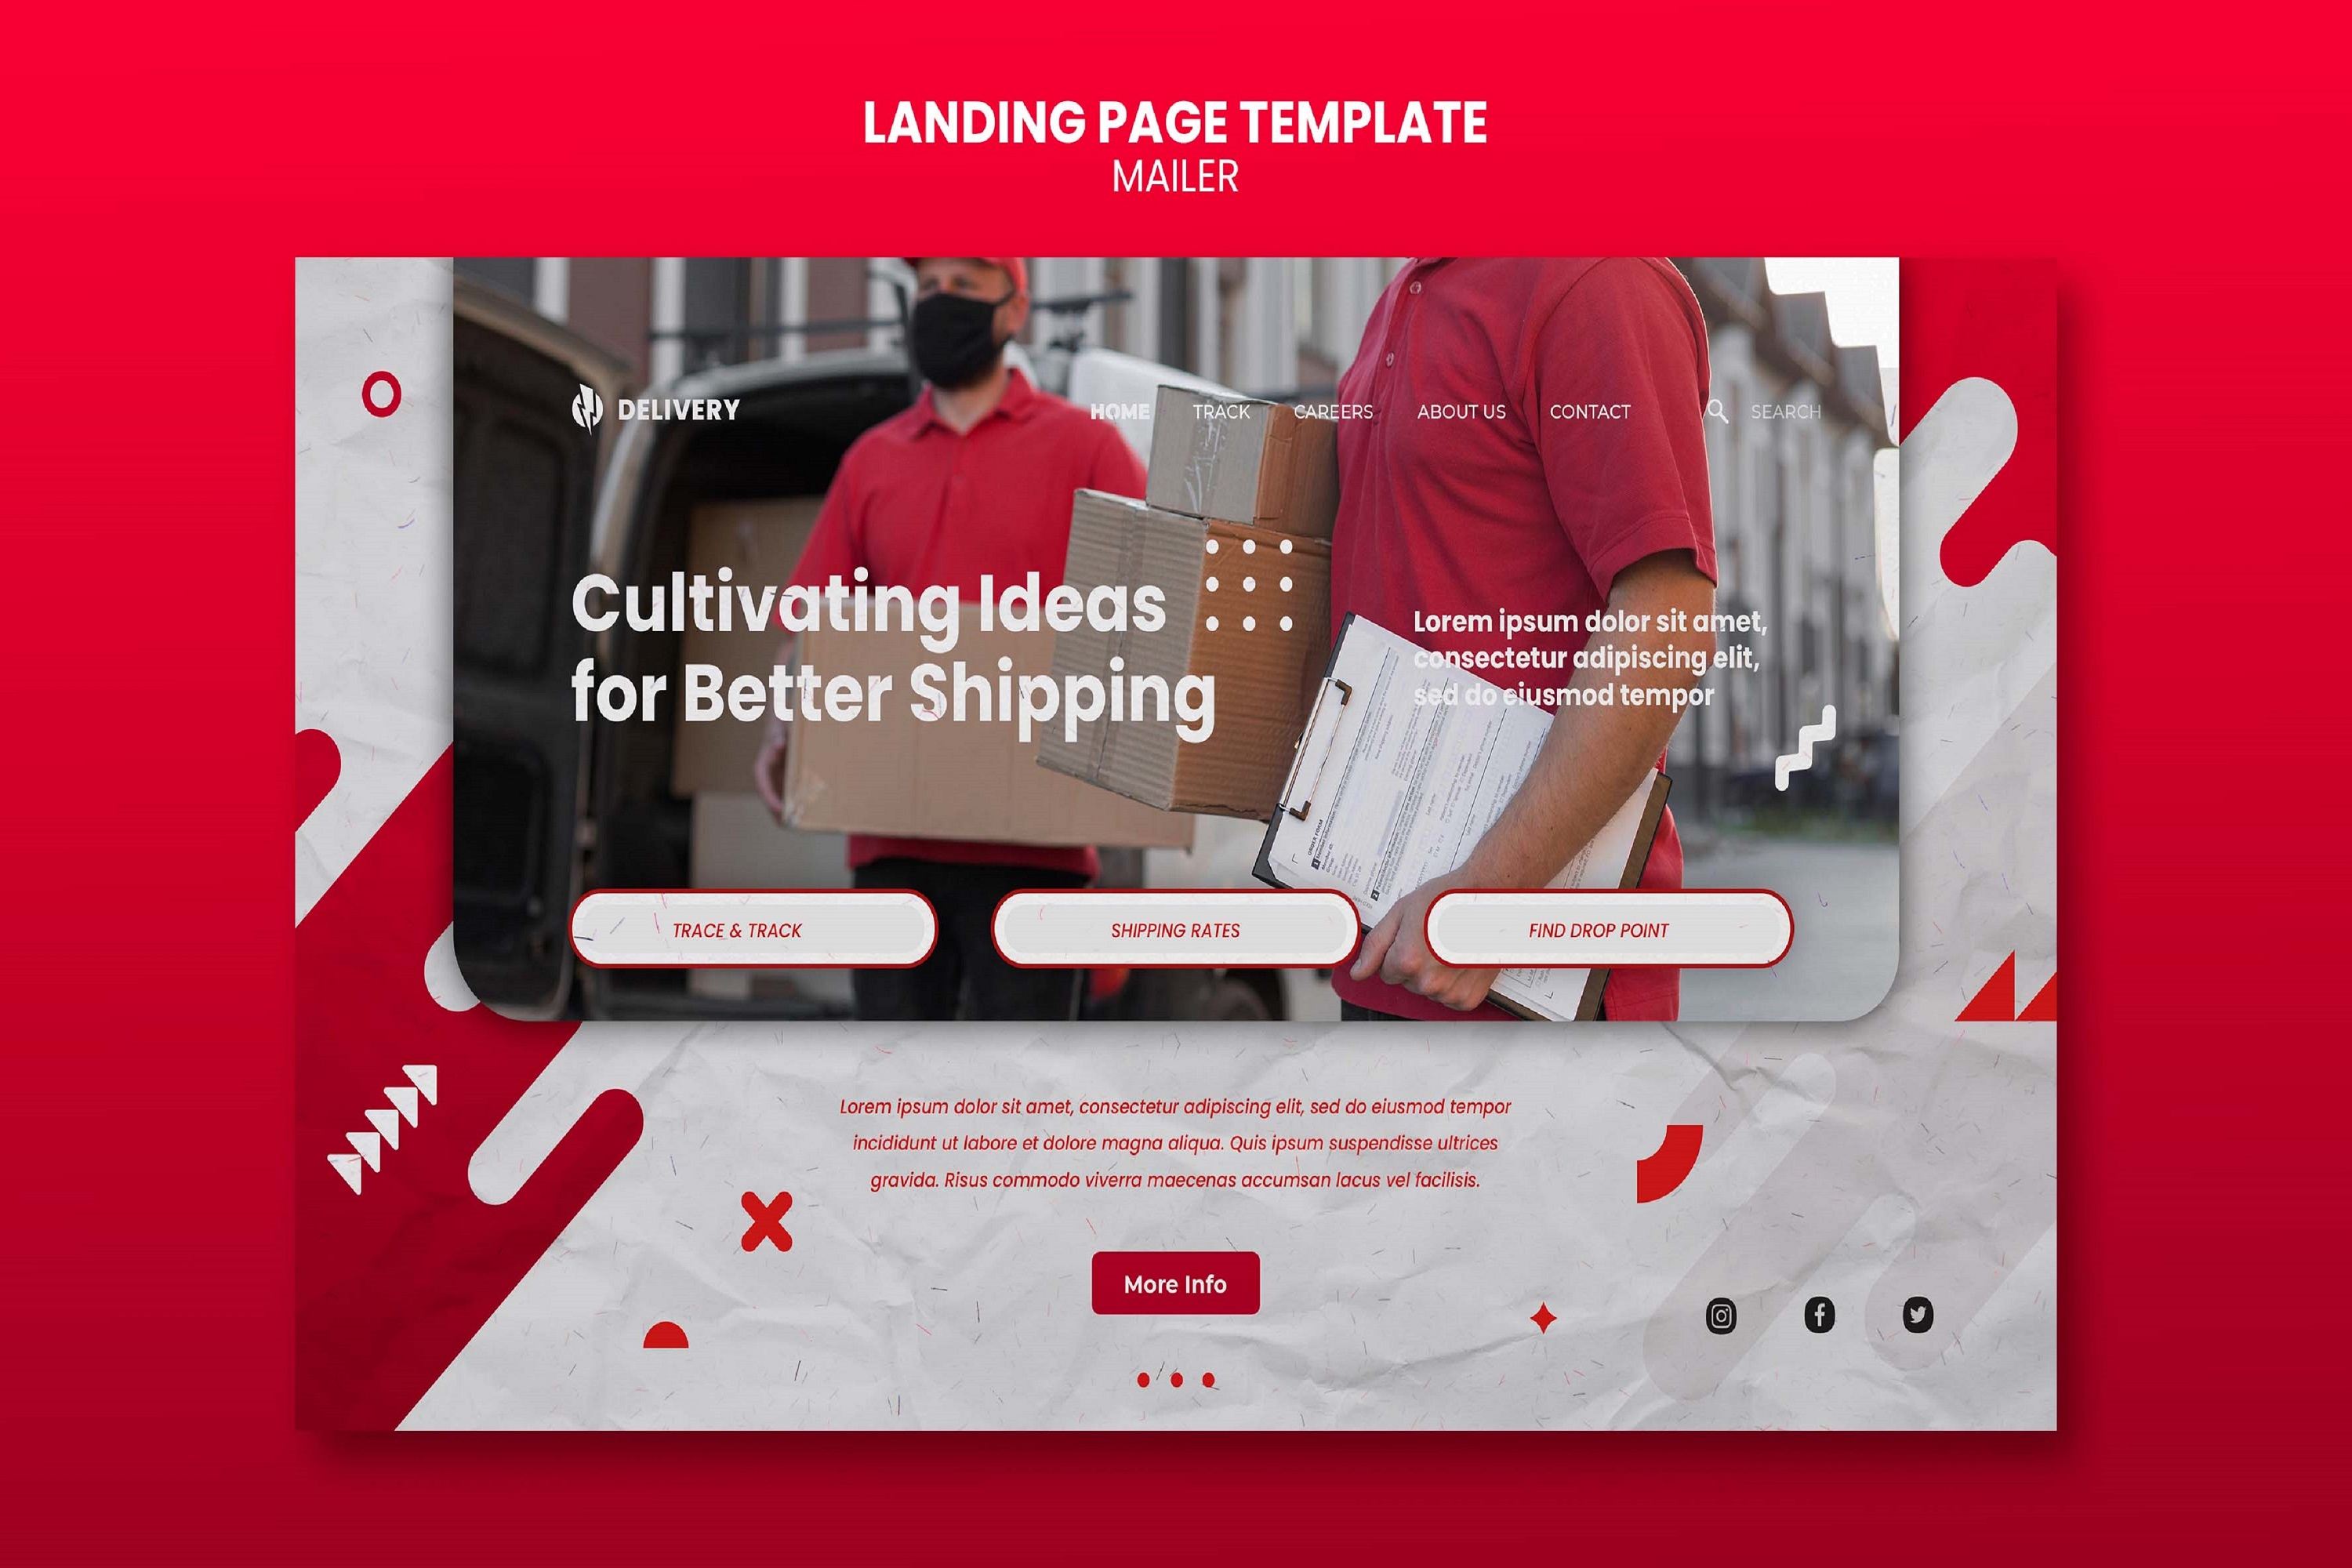 LANDING PAGE TEMPLATE
MAILER
DELIVERY
HOME TRACK CAREERS ABOUT US CONTACT SEARCH
Cultivating Ideas
for Better Shipping
Lorem ipsum dolor sit amet,
consectetur adipiscing elit,
sed do eiusmod tempor
ORDER FORM
TRACE & TRACK
SHIPPING RATES
FIND DROP POINT
Lorem ipsum dolor sit amet, consectetur adipiscing elit, sed do eiusmod tempor
incididunt ut labore et dolore magna aliqua. Quis ipsum suspendisse ultrices
gravida. Risus commodo viverra maecenas accumsan lacus vel facilisis.
More Info